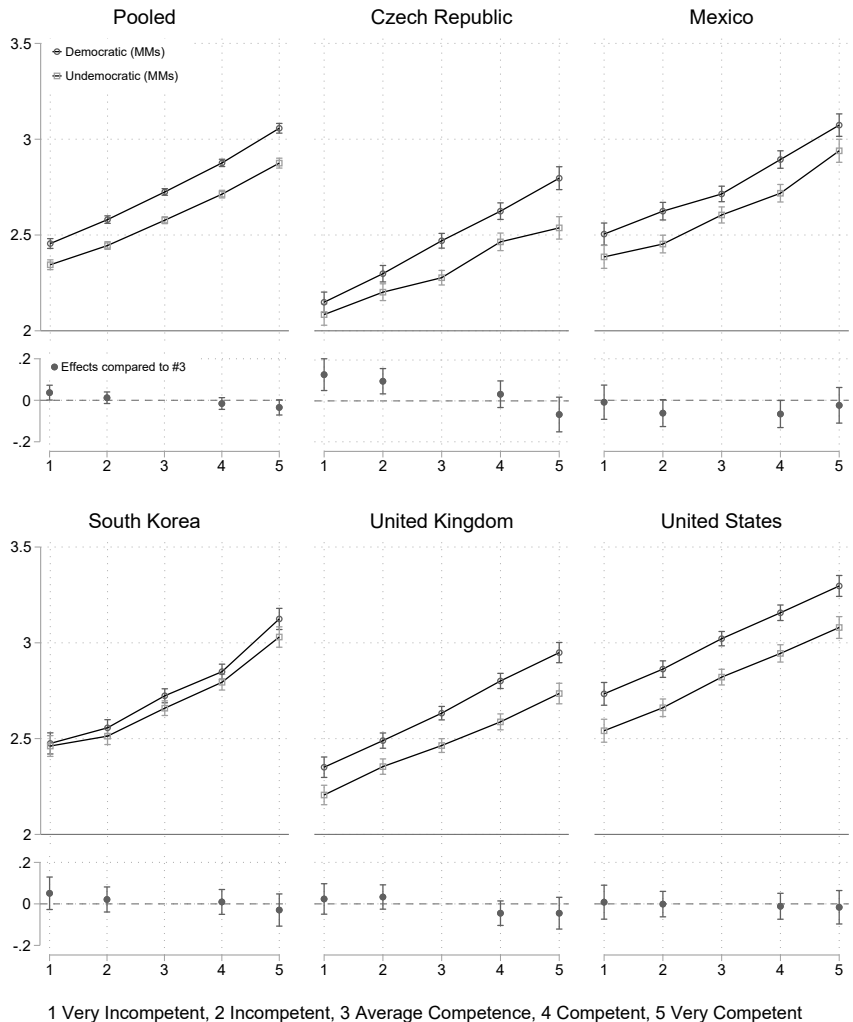 Pooled
Czech Republic
Mexico
3.5
3
2.5
2
Democratic (MMs)
Undemocratic (MMs)
.2
0
-.2
Effects compared to #3
1 2 3 4 5
1 2 3 4 5
1 2 3 4 5
South Korea
United Kingdom
United States
3.5
3
2.5
2
.2
0
-.2
1 2 3 4 5
1 2 3 4 5
1 2 3 4 5
1 Very Incompetent, 2 Incompetent, 3 Average Competence, 4 Competent, 5 Very Competent